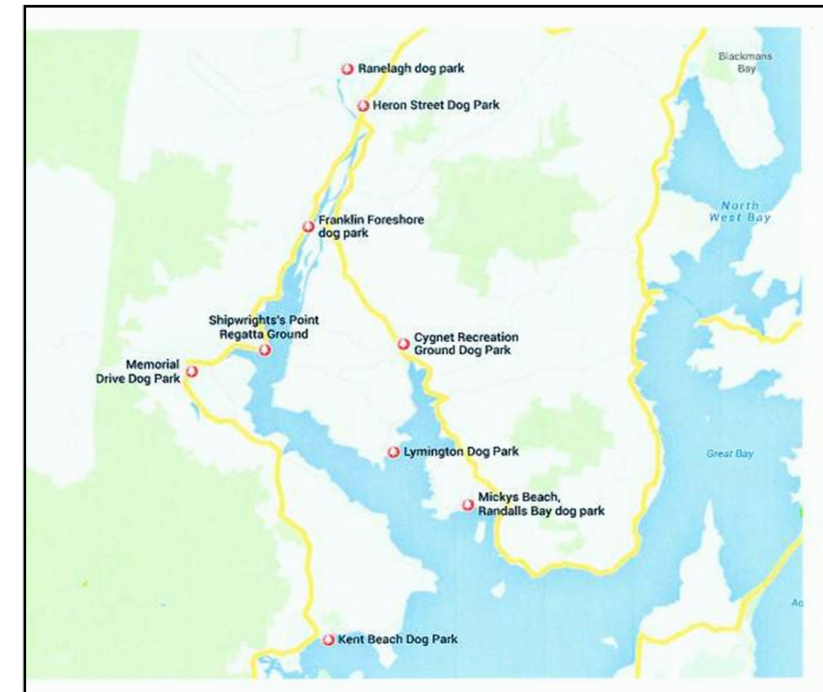 Ranelagh dog park
Blackmans
Bay
Heron Street Dog Park
North
West Bay
Franklin Foreshore
dog park
Shipwrights's Point
Regatta Ground
Cygnet Recreation
Ground Dog Park
Memorial
Drive Dog Park
Lymington Dog Park
Great Bay
Mickys Beach,
Randalls Bay dog park
Kent Beach Dog Park